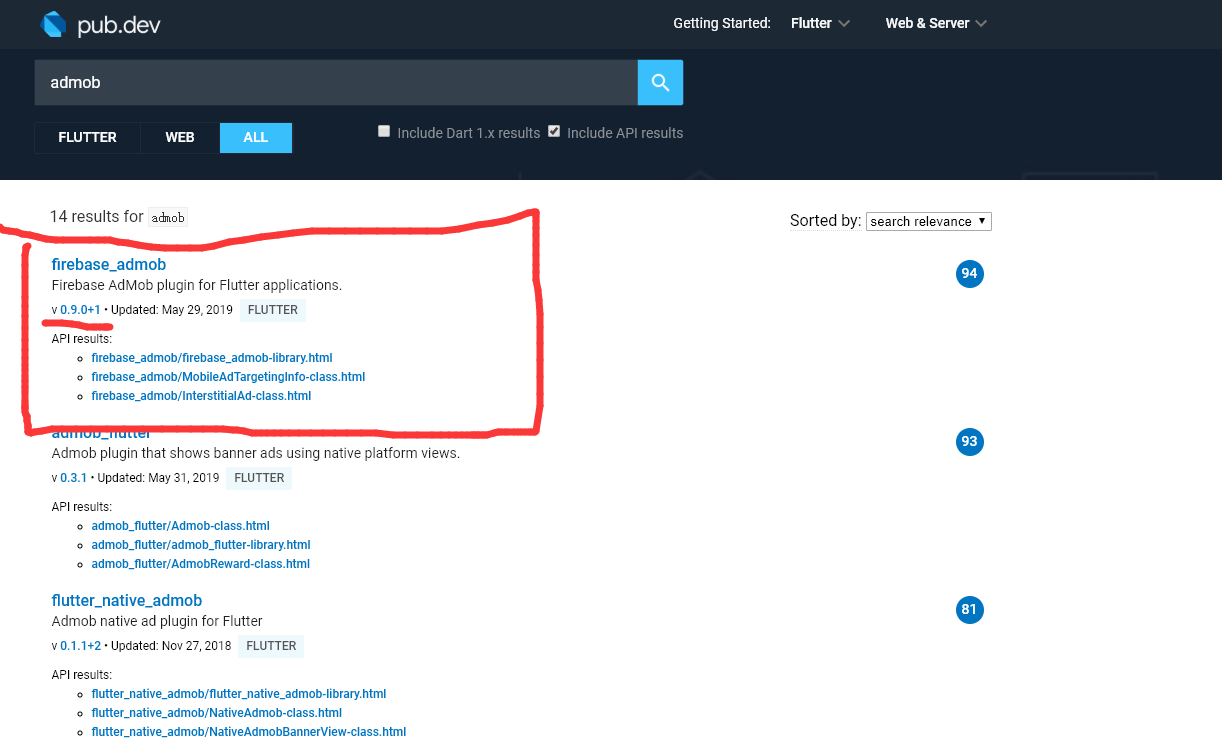 pub.dev
Getting Started: Flutter Web & Server
admob
FLUTTER WEB ALL
Include Dart 1.x results Include API results
14 results for admob
Sorted by: search relevance
firebase_admob
94
Firebase AdMob plugin for Flutter applications.
v 0.9.0+1 • Updated: May 29, 2019 FLUTTER
API results:
firebase_admob/firebase_admob-library.html
firebase_admob/MobileAdTargetingInfo-class.html
firebase_admob/InterstitialAd-class.html
admob_flutter
93
Admob plugin that shows banner ads using native platform views.
v 0.3.1 • Updated: May 31, 2019 FLUTTER
API results:
admob_flutter/Admob-class.html
admob_flutter/admob_flutter-library.html
admob_flutter/AdmobReward-class.html
flutter_native_admob
81
Admob native ad plugin for Flutter
v 0.1.1+2 • Updated: Nov 27, 2018 FLUTTER
API results:
flutter_native_admob/flutter_native_admob-library.html
flutter_native_admob/NativeAdmob-class.html
flutter_native_admob/NativeAdmobBannerView-class.html